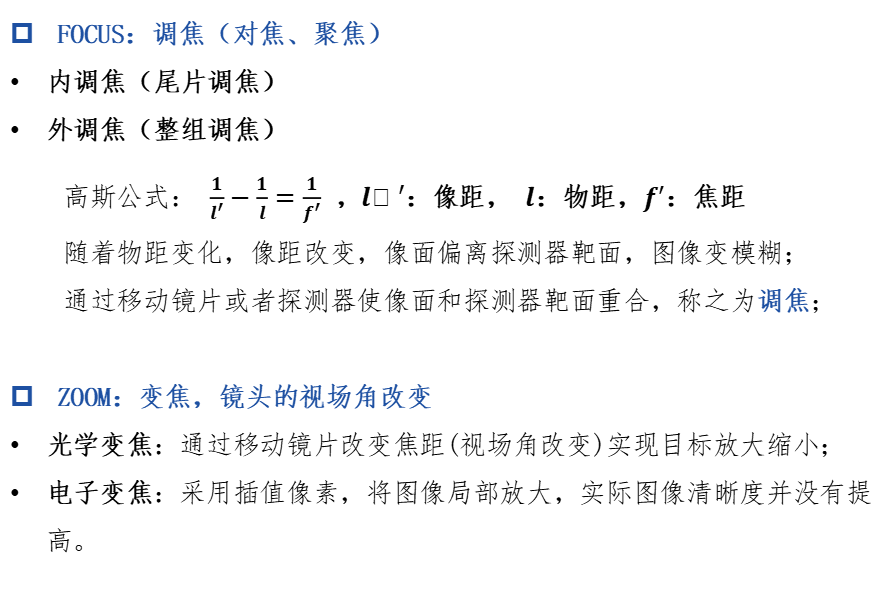 FOCUS：调焦（对焦、聚焦）
• 内调焦（尾片调焦）
• 外调焦（整组调焦）
高斯公式： 1/l′ − 1/l = 1/f′ ，l□ ′：像距， l：物距，f′：焦距
随着物距变化，像距改变，像面偏离探测器靶面，图像变模糊；
通过移动镜片或者探测器使像面和探测器靶面重合，称之为调焦；
ZOOM：变焦，镜头的视场角改变
• 光学变焦：通过移动镜片改变焦距(视场角改变)实现目标放大缩小；
• 电子变焦：采用插值像素，将图像局部放大，实际图像清晰度并没有提
高。